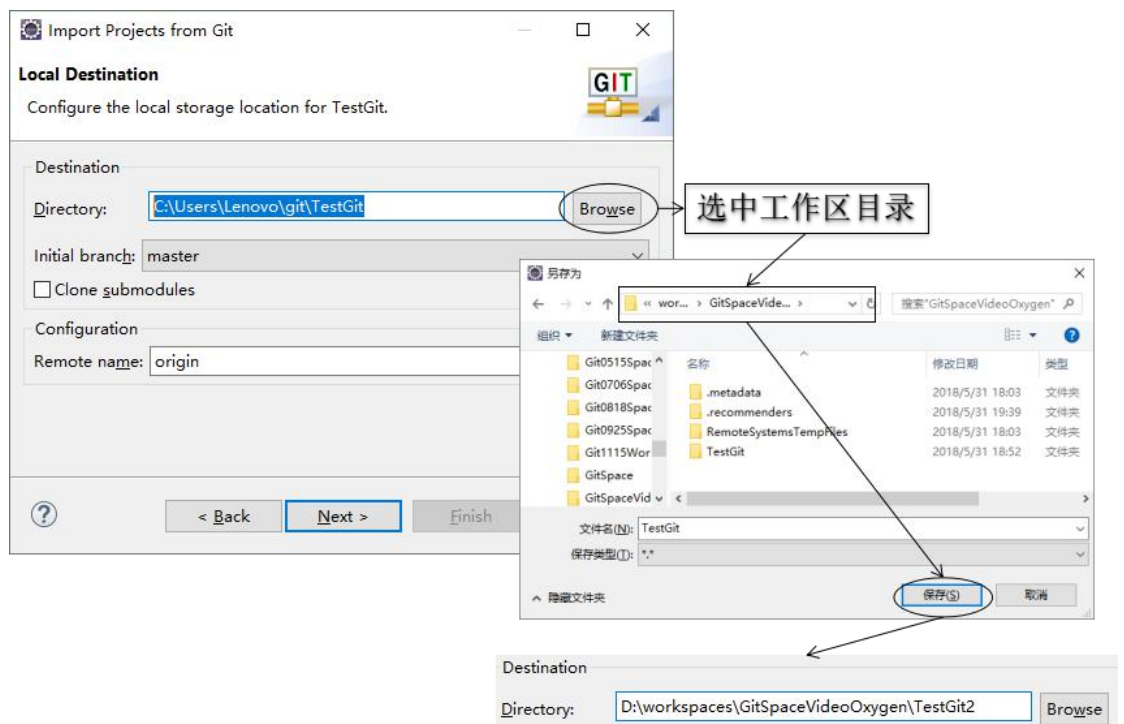 Import Projects from Git
Local Destination
GIT
Configure the local storage location for TestGit.
Destination
Directory: C:\Users\Lenovo\git\TestGit Browse
选中工作区目录
Initial branch: master
Clone submodules
Configuration
Remote name: origin
< Back Next > Finish
另存为
« wor... › GitSpaceVide... › 搜索"GitSpaceVideoOxygen"
组织 新建文件夹
名称 修改日期 类型
Git0515Spac
Git0706Spac
Git0818Spac
Git0925Spac
Git1115Wor
GitSpace
GitSpaceVid
.metadata 2018/5/31 18:03 文件夹
.recommenders 2018/5/31 19:39 文件夹
RemoteSystemsTempFiles 2018/5/31 18:03 文件夹
TestGit 2018/5/31 18:52 文件夹
文件名(N): TestGit
保存类型(T): *.*
隐藏文件夹 保存(S) 取消
Destination
Directory: D:\workspaces\GitSpaceVideoOxygen\TestGit2 Browse